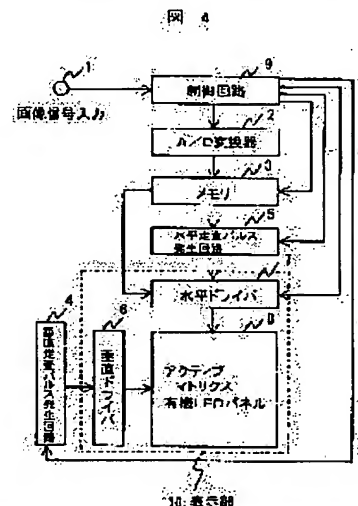 図 4
1
画像信号入力
9
制御回路
2
A/D変換器
3
メモリ
5
水平走査パルス
発生回路
7
水平ドライバ
8
アクティブ
マトリクス
有機LEDパネル
6
垂直ドライバ
4
垂直走査パルス発生回路
10:表示部